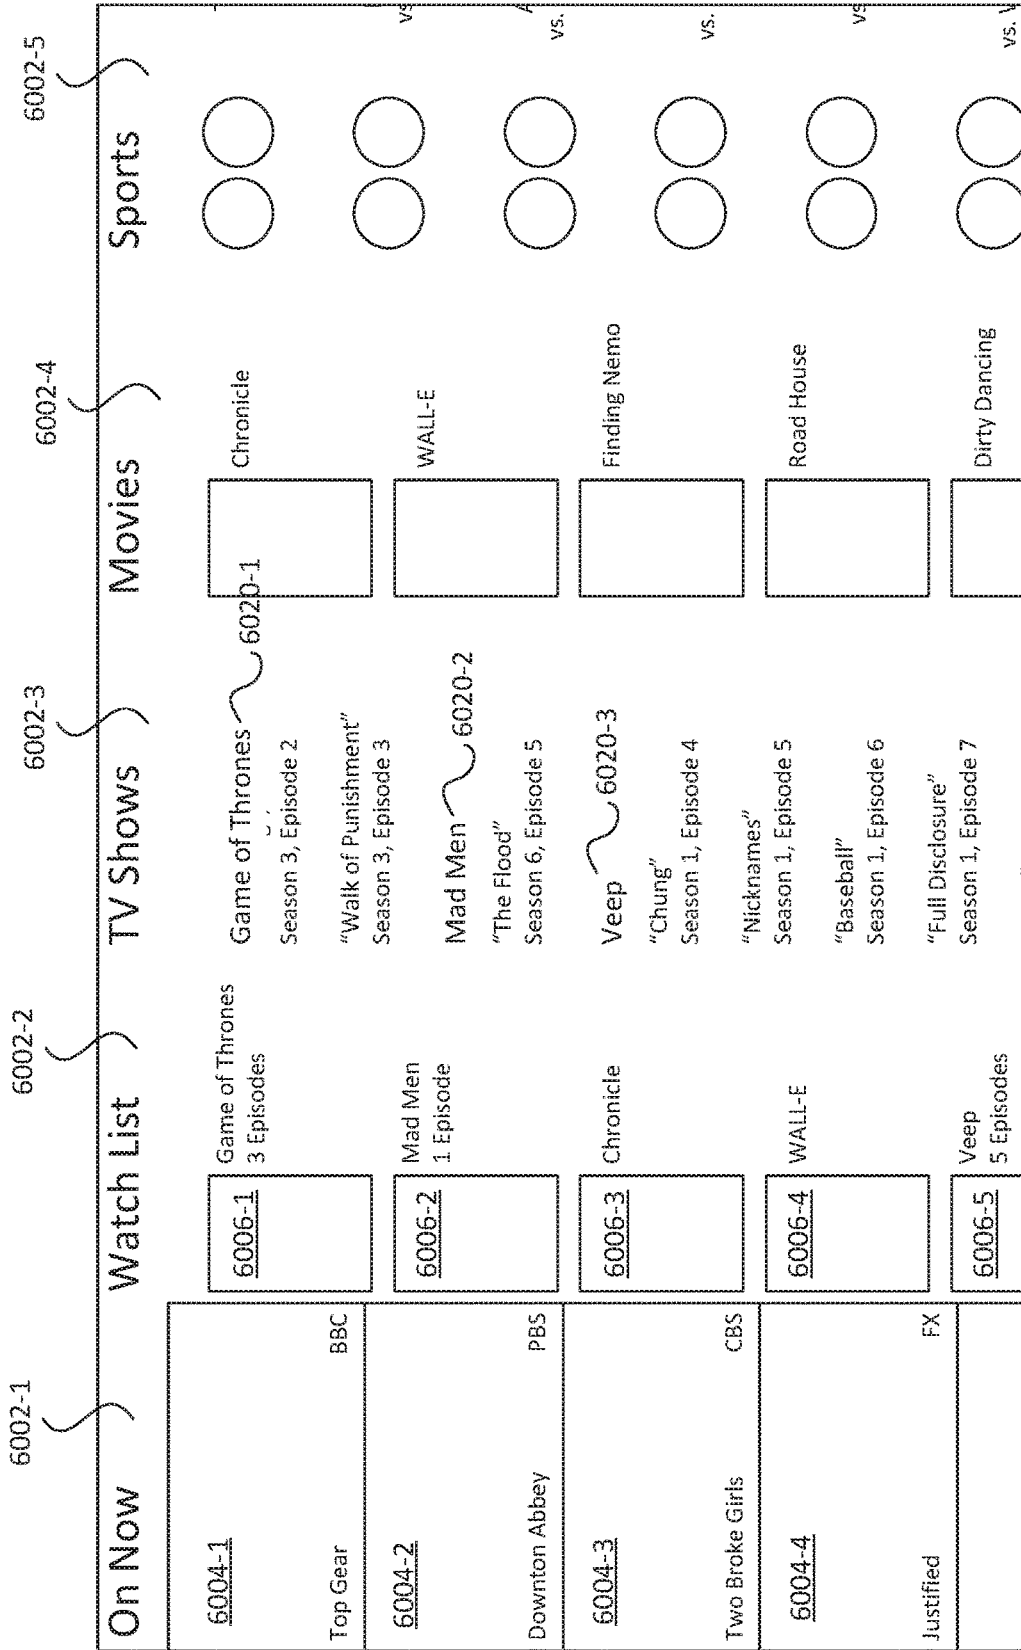 6002-1
6002-2
6002-3
6002-4
6002-5
On Now
Watch List
TV Shows
Movies
Sports
6004-1
Top Gear
BBC
6004-2
Downton Abbey
PBS
6004-3
Two Broke Girls
CBS
6004-4
Justified
FX
6006-1
Game of Thrones
3 Episodes
6006-2
Mad Men
1 Episode
6006-3
Chronicle
6006-4
WALL-E
6006-5
Veep
5 Episodes
Game of Thrones
6020-1
Season 3, Episode 2
"Walk of Punishment"
Season 3, Episode 3
Mad Men
6020-2
"The Flood"
Season 6, Episode 5
Veep
6020-3
"Chung"
Season 1, Episode 4
"Nicknames"
Season 1, Episode 5
"Baseball"
Season 1, Episode 6
"Full Disclosure"
Season 1, Episode 7
Chronicle
WALL-E
Finding Nemo
Road House
Dirty Dancing
vs.
vs.
vs.
vs.
vs.